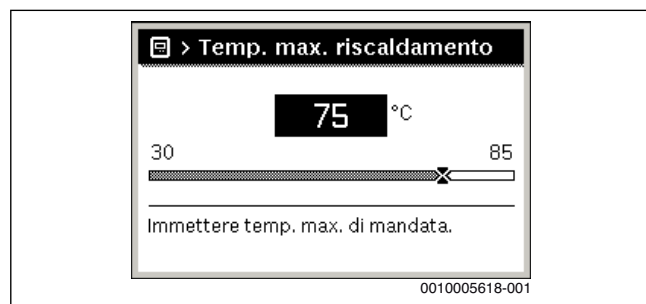 > Temp. max. riscaldamento
75 °C
30 85
Immettere temp. max. di mandata.
0010005618-001